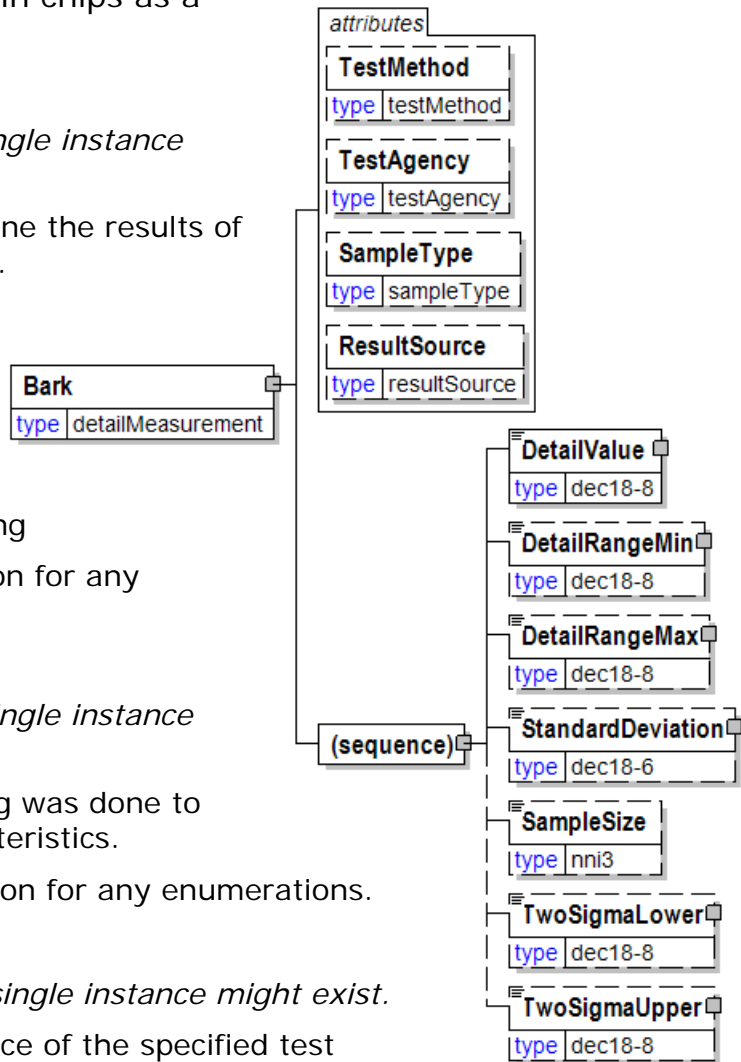 in chips as a
attributes
TestMethod
type testMethod
ngle instance
TestAgency
type testAgency
ne the results of
.
SampleType
type sampleType
ResultSource
type resultSource
Bark
type detailMeasurement
DetailValue
type dec18-8
ng
DetailRangeMin
type dec18-8
on for any
DetailRangeMax
type dec18-8
ingle instance
StandardDeviation
type dec18-6
(sequence)
g was done to
teristics.
SampleSize
type nni3
on for any enumerations.
TwoSigmaLower
type dec18-8
single instance might exist.
TwoSigmaUpper
type dec18-8
ce of the specified test